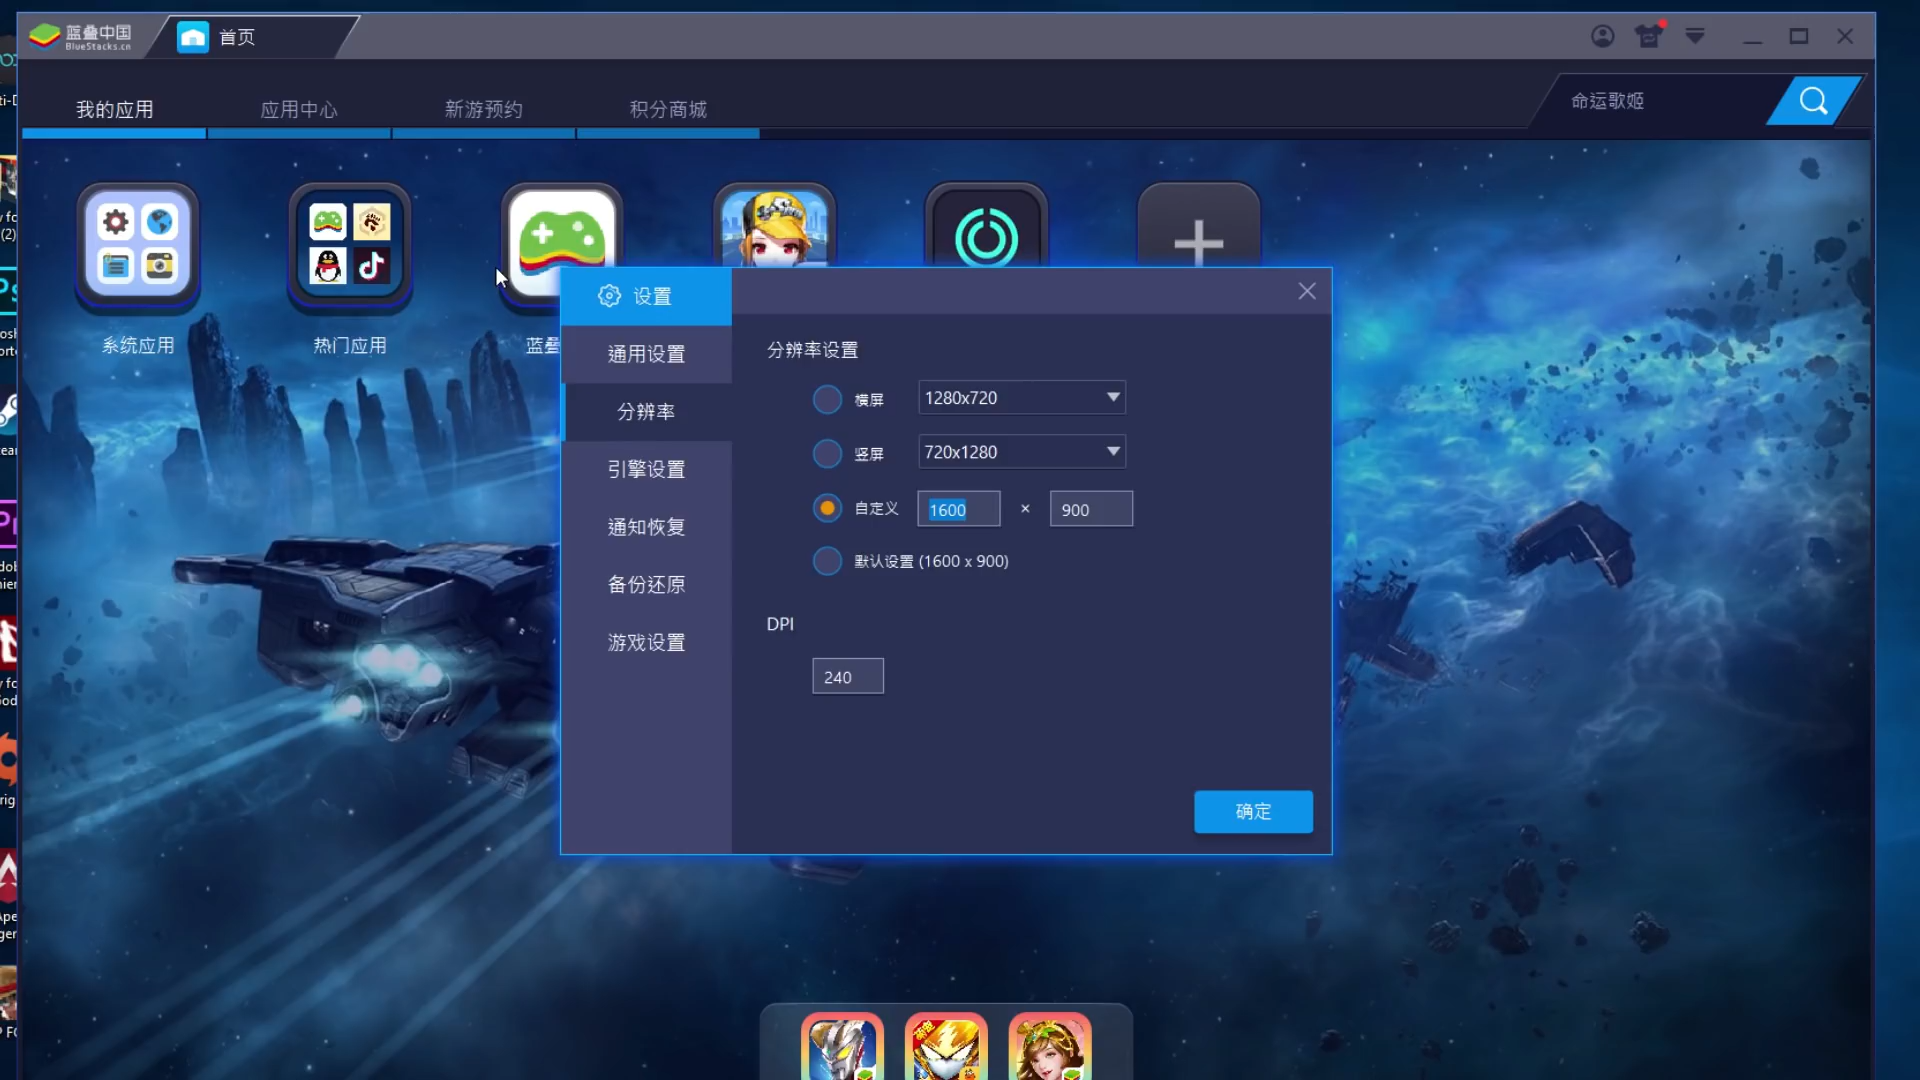 蓝叠中国
BlueStacks.cn
首页
我的应用
应用中心
新游预约
积分商城
命运歌姬
系统应用
热门应用
蓝叠
设置
通用设置
分辨率
引擎设置
通知恢复
备份还原
游戏设置
分辨率设置
横屏
1280x720
竖屏
720x1280
自定义
1600
×
900
默认设置 (1600 x 900)
DPI
240
确定